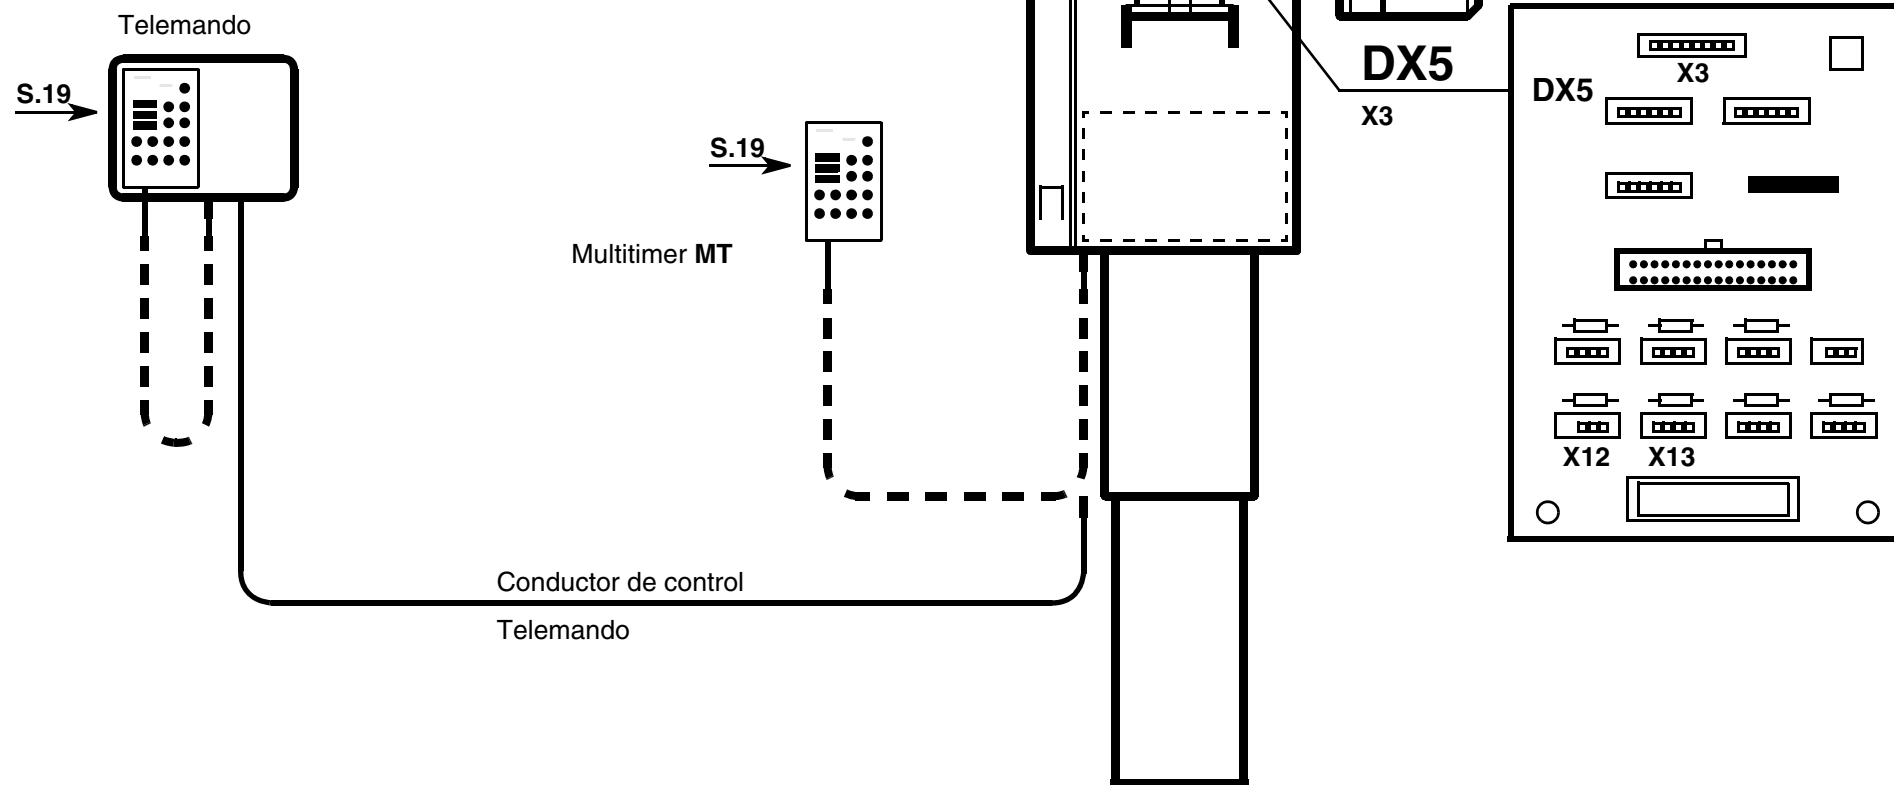 Telemando
S.19
S.19
Multitimer MT
Conductor de control
Telemando
DX5
X3
DX5
X3
X12
X13